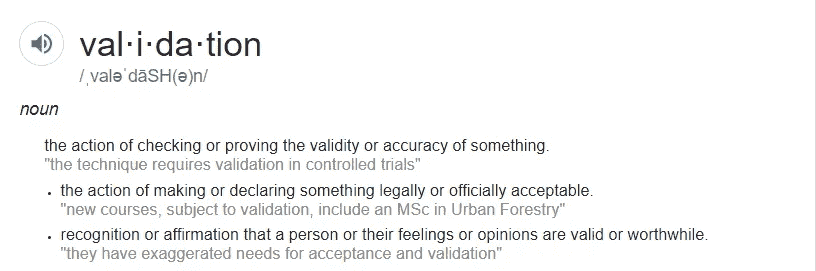 val·i·da·tion
/ˌvaləˈdāSH(ə)n/
noun
the action of checking or proving the validity or accuracy of something.
"the technique requires validation in controlled trials"
• the action of making or declaring something legally or officially acceptable.
"new courses, subject to validation, include an MSc in Urban Forestry"
• recognition or affirmation that a person or their feelings or opinions are valid or worthwhile.
"they have exaggerated needs for acceptance and validation"